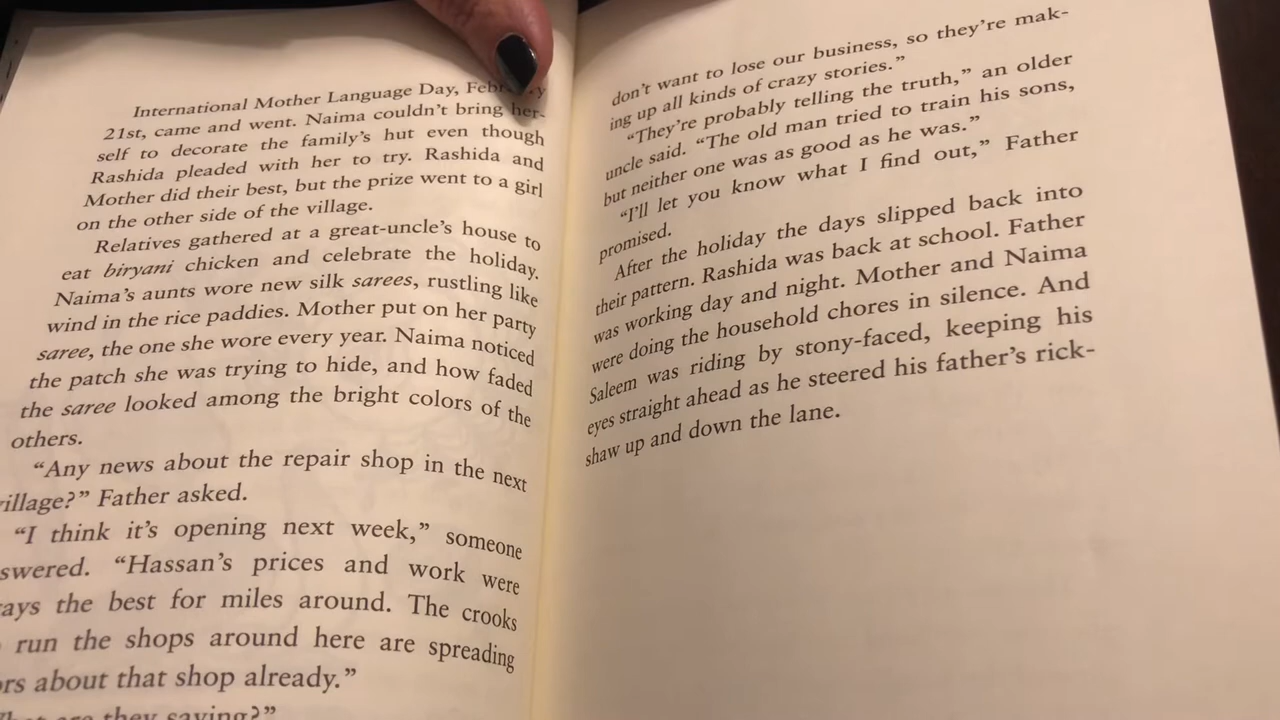 International Mother Language Day, February
21st, came and went. Naima couldn't bring her-
self to decorate the family's hut even though
Rashida pleaded with her to try. Rashida and
Mother did their best, but the prize went to a girl
on the other side of the village.
Relatives gathered at a great-uncle's house to
eat biryani chicken and celebrate the holiday.
Naima's aunts wore new silk sarees, rustling like
wind in the rice paddies. Mother put on her party
saree, the one she wore every year. Naima noticed
the patch she was trying to hide, and how faded
the saree looked among the bright colors of the
others.
"Any news about the repair shop in the next
village?" Father asked.
"I think it's opening next week," someone
swered. "Hassan's prices and work were
ays the best for miles around. The crooks
run the shops around here are spreading
ors about that shop already."
are they saying?"
don't want to lose our business, so they're mak-
ing up all kinds of crazy stories."
"They're probably telling the truth," an older
uncle said. "The old man tried to train his sons,
but neither one was as good as he was."
"I'll let you know what I find out," Father
promised.
After the holiday the days slipped back into
their pattern. Rashida was back at school. Father
was working day and night. Mother and Naima
were doing the household chores in silence. And
Saleem was riding by stony-faced, keeping his
eyes straight ahead as he steered his father's rick-
shaw up and down the lane.